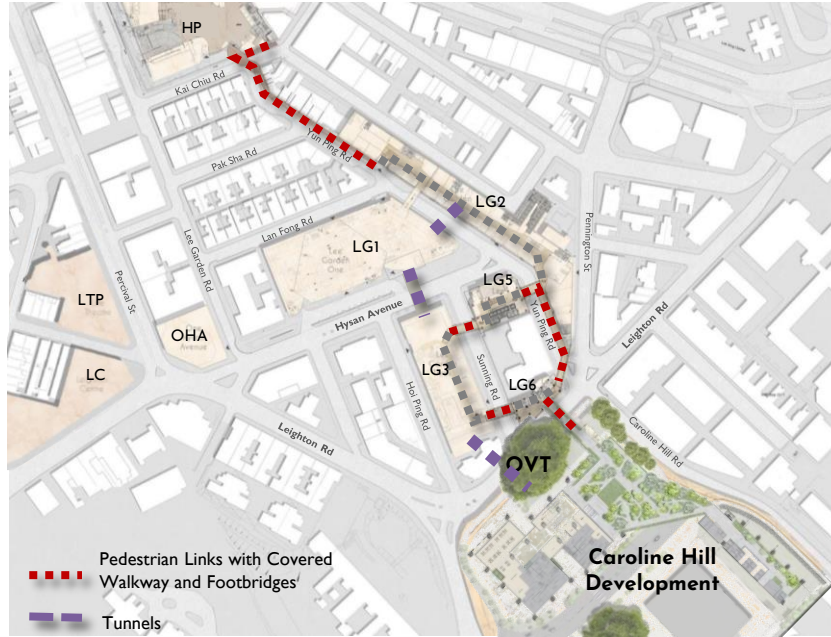 HP
Kai Chiu Rd
Pak Sha Rd
Yun Ping Rd
Lan Fong Rd
Lee Garden Rd
LG2
LG1
Lee
Garden
One
Pennington St
LTP
Percival St
OHA
LC
Hysan Avenue
LG5
Yun Ping Rd
Leighton Rd
LG3
Sunning Rd
LG6
Hoi Ping Rd
Leighton Rd
OVT
Caroline Hill Rd
Caroline Hill
Development
Pedestrian Links with Covered
Walkway and Footbridges
Tunnels